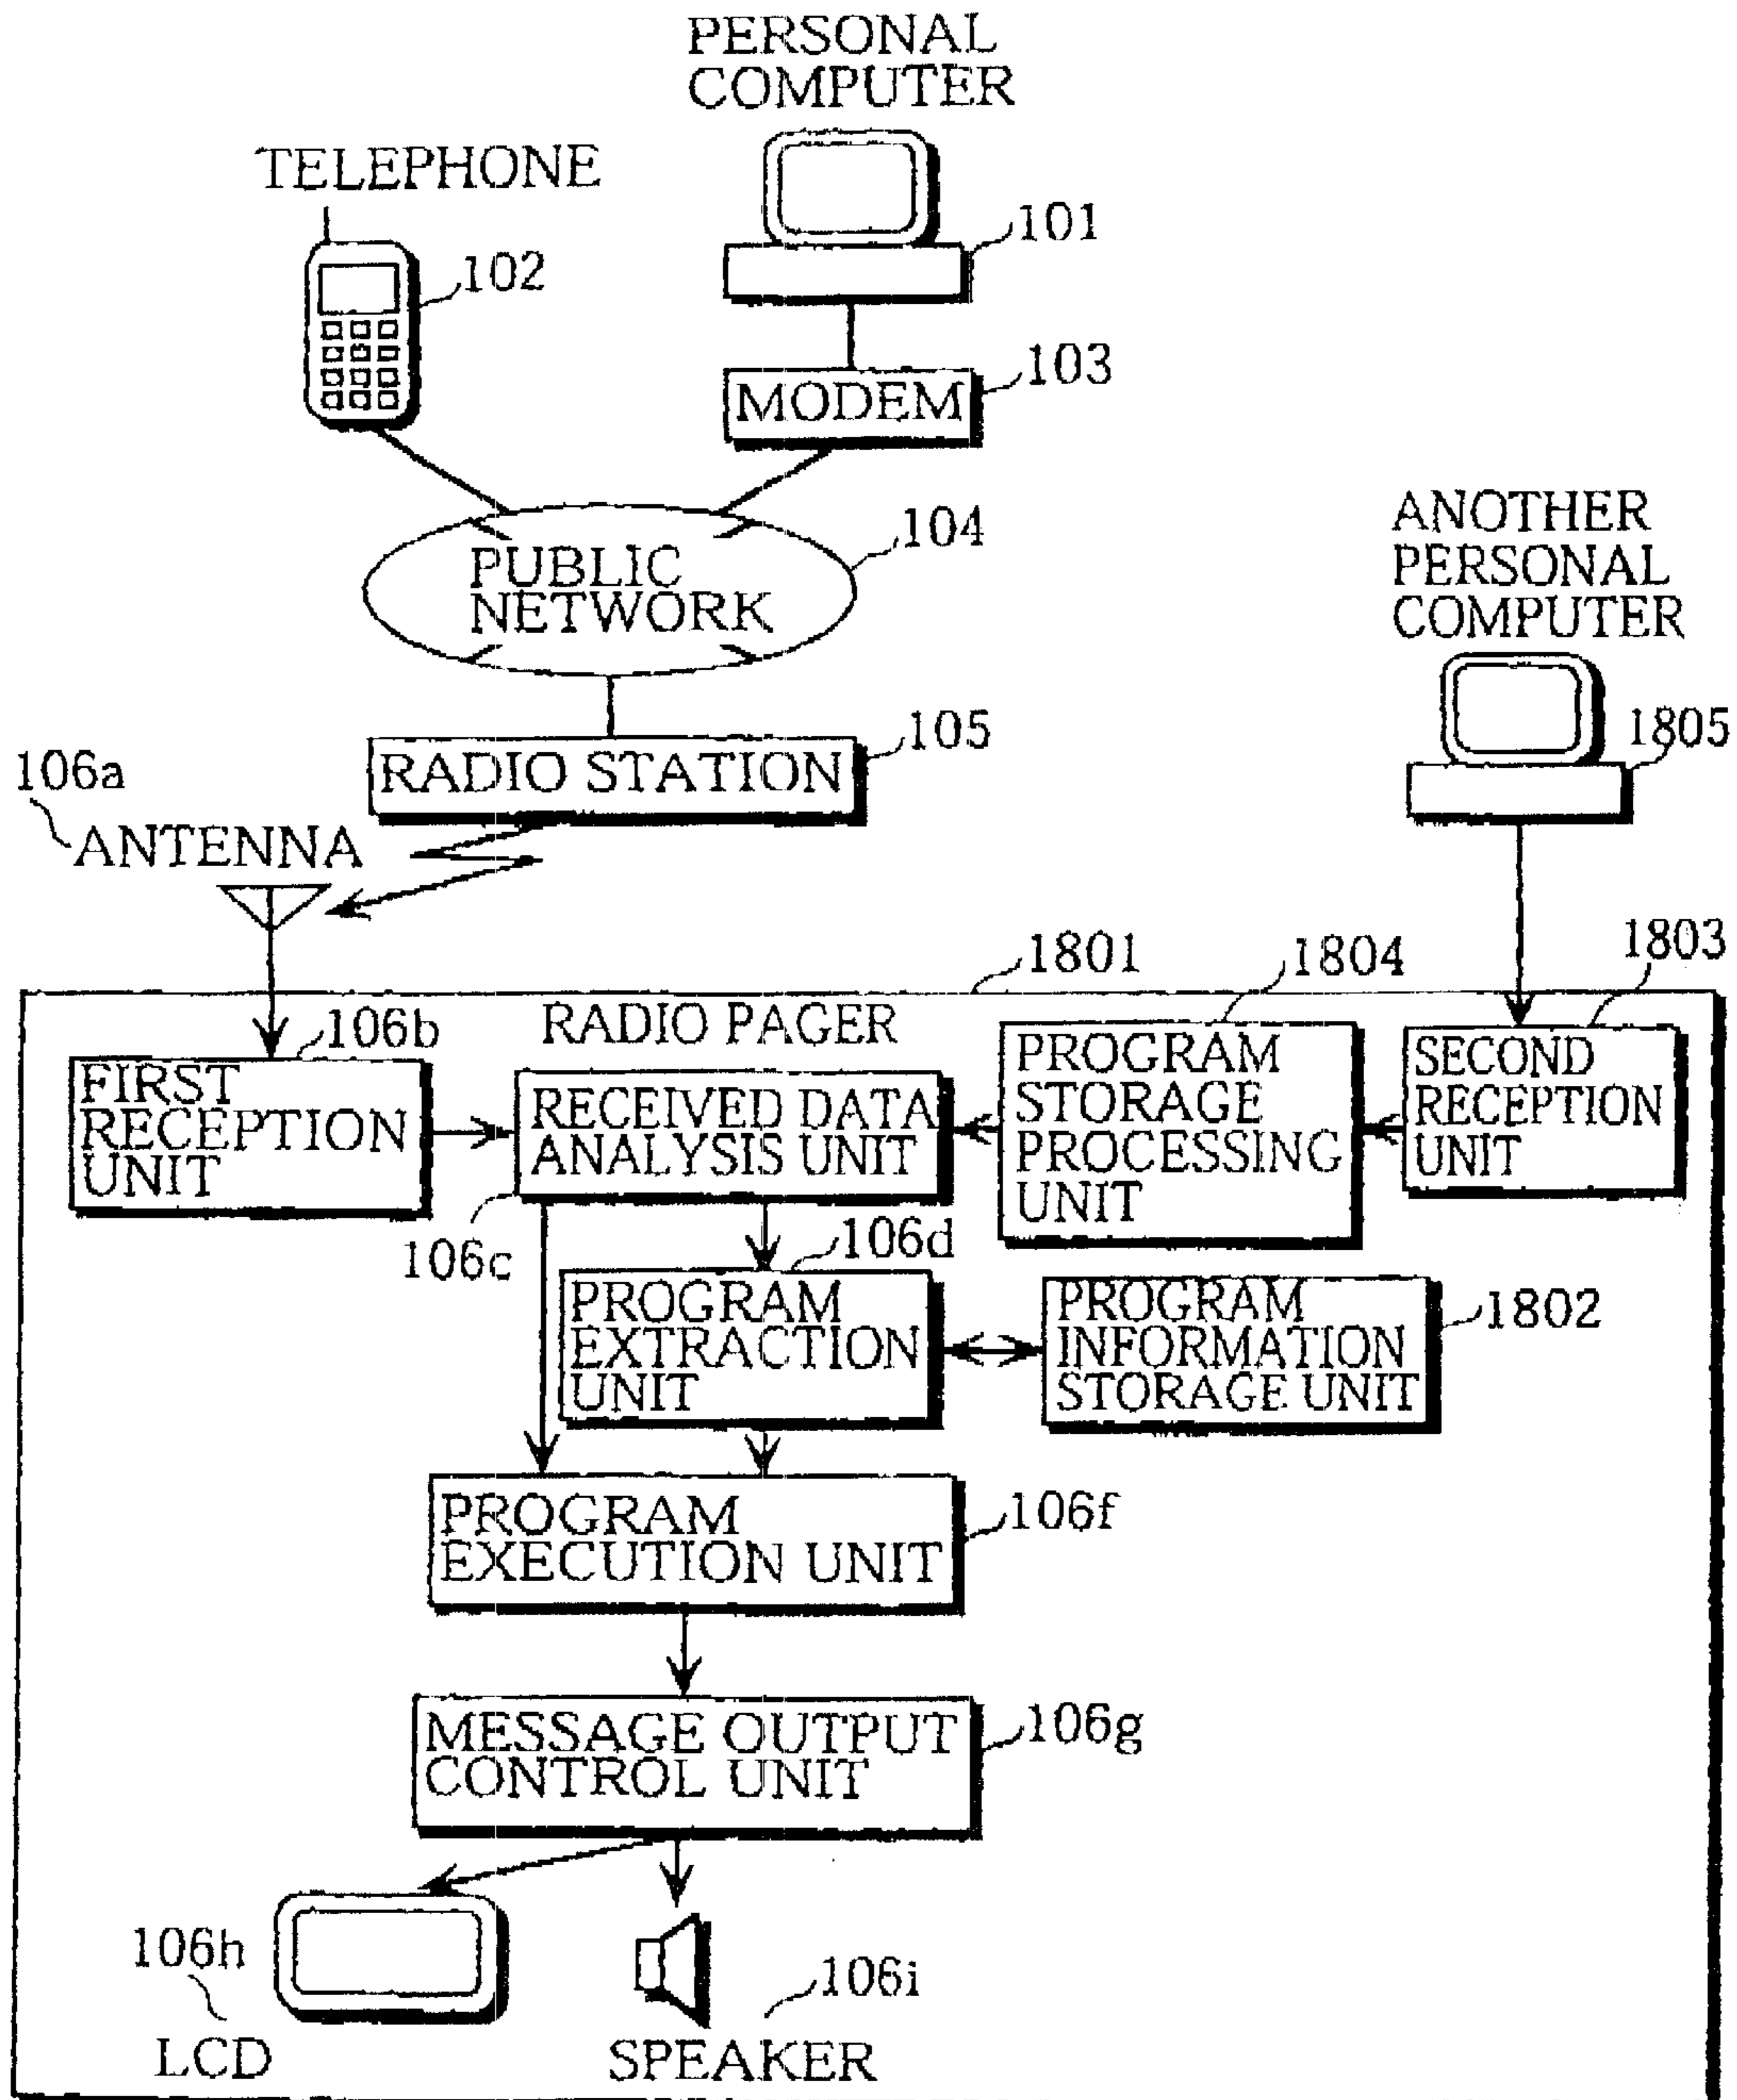 PERSONAL
COMPUTER
TELEPHONE
101
102
103
MODEM
104
PUBLIC
NETWORK
ANOTHER
PERSONAL
COMPUTER
105
1805
RADIO STATION
106a
ANTENNA
1801
1804
1803
106b
RADIO PAGER
FIRST
RECEPTION
UNIT
RECEIVED DATA
ANALYSIS UNIT
PROGRAM
STORAGE
PROCESSING
UNIT
SECOND
RECEPTION
UNIT
106c
106d
PROGRAM
EXTRACTION
UNIT
PROGRAM
INFORMATION
STORAGE UNIT
1802
PROGRAM
EXECUTION UNIT
106f
MESSAGE OUTPUT
CONTROL UNIT
106g
106h
106i
LCD
SPEAKER